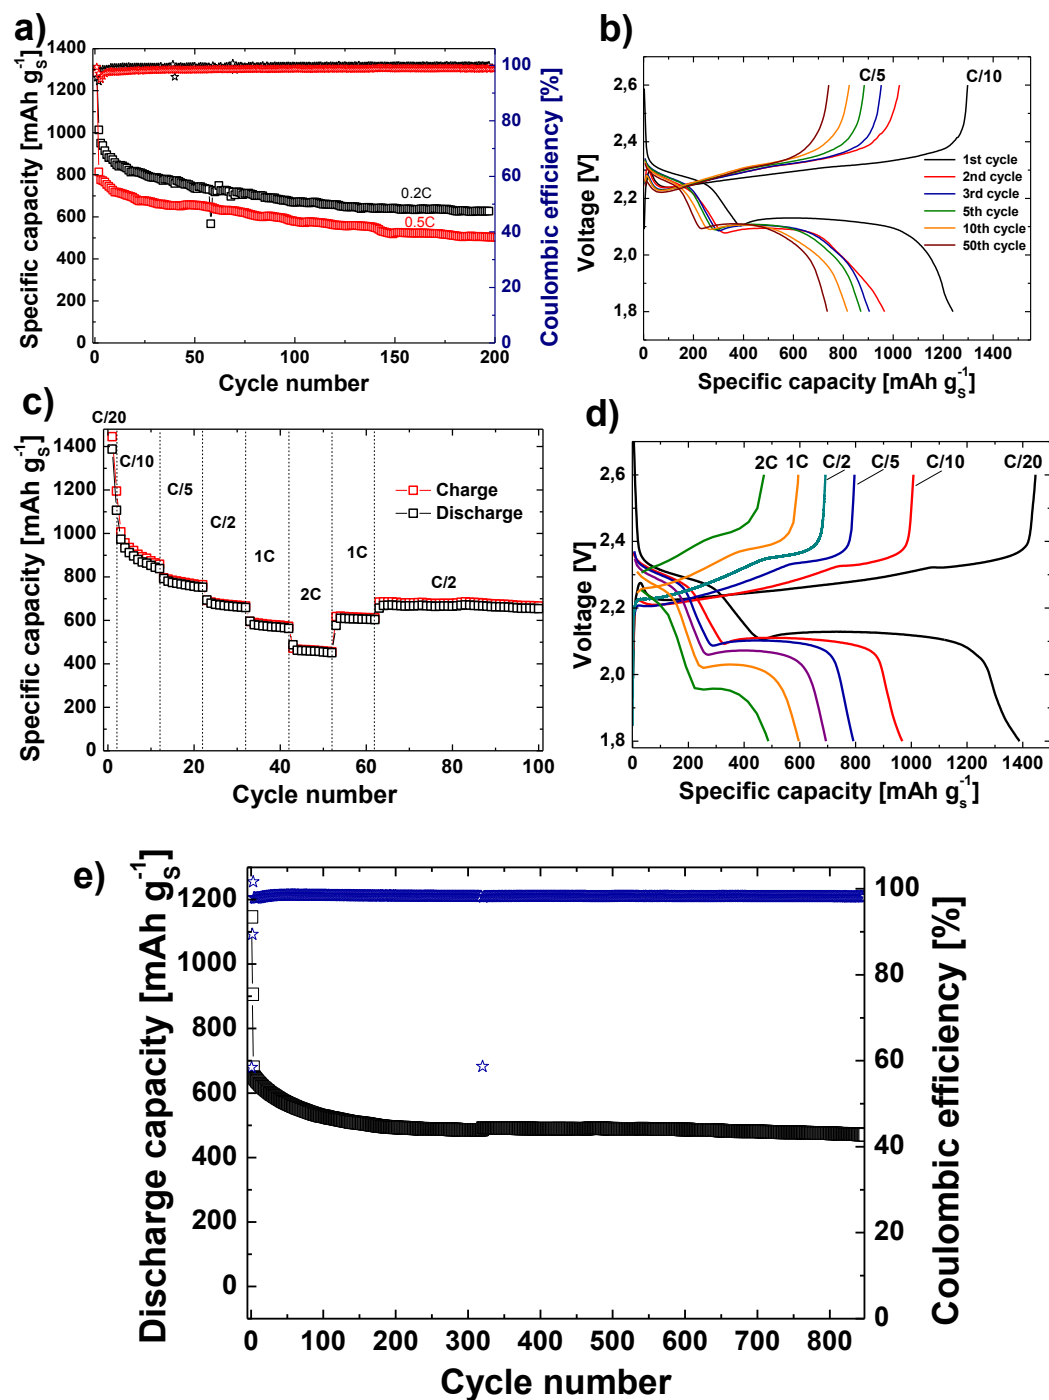 a)
1400
1200
1000
800
600
400
200
0
100
80
60
40
20
0
0.2C
0.5C
0
50
100
150
200
Specific capacity [mAh gs-1]
Coulombic efficiency [%]
Cycle number
b)
2,6
2,4
2,2
2,0
1,8
C/5
C/10
1st cycle
2nd cycle
3rd cycle
5th cycle
10th cycle
50th cycle
0
200
400
600
800
1000
1200
1400
Voltage [V]
Specific capacity [mAh gs-1]
c)
1400
1200
1000
800
600
400
200
0
C/20
C/10
C/5
C/2
1C
2C
1C
C/2
Charge
Discharge
0
20
40
60
80
100
Specific capacity [mAh gs-1]
Cycle number
d)
2,6
2,4
2,2
2,0
1,8
2C
1C
C/2
C/5
C/10
C/20
0
200
400
600
800
1000
1200
1400
Voltage [V]
Specific capacity [mAh gs-1]
e)
1200
1000
800
600
400
200
0
100
80
60
40
20
0
0
100
200
300
400
500
600
700
800
Discharge capacity [mAh gs-1]
Coulombic efficiency [%]
Cycle number